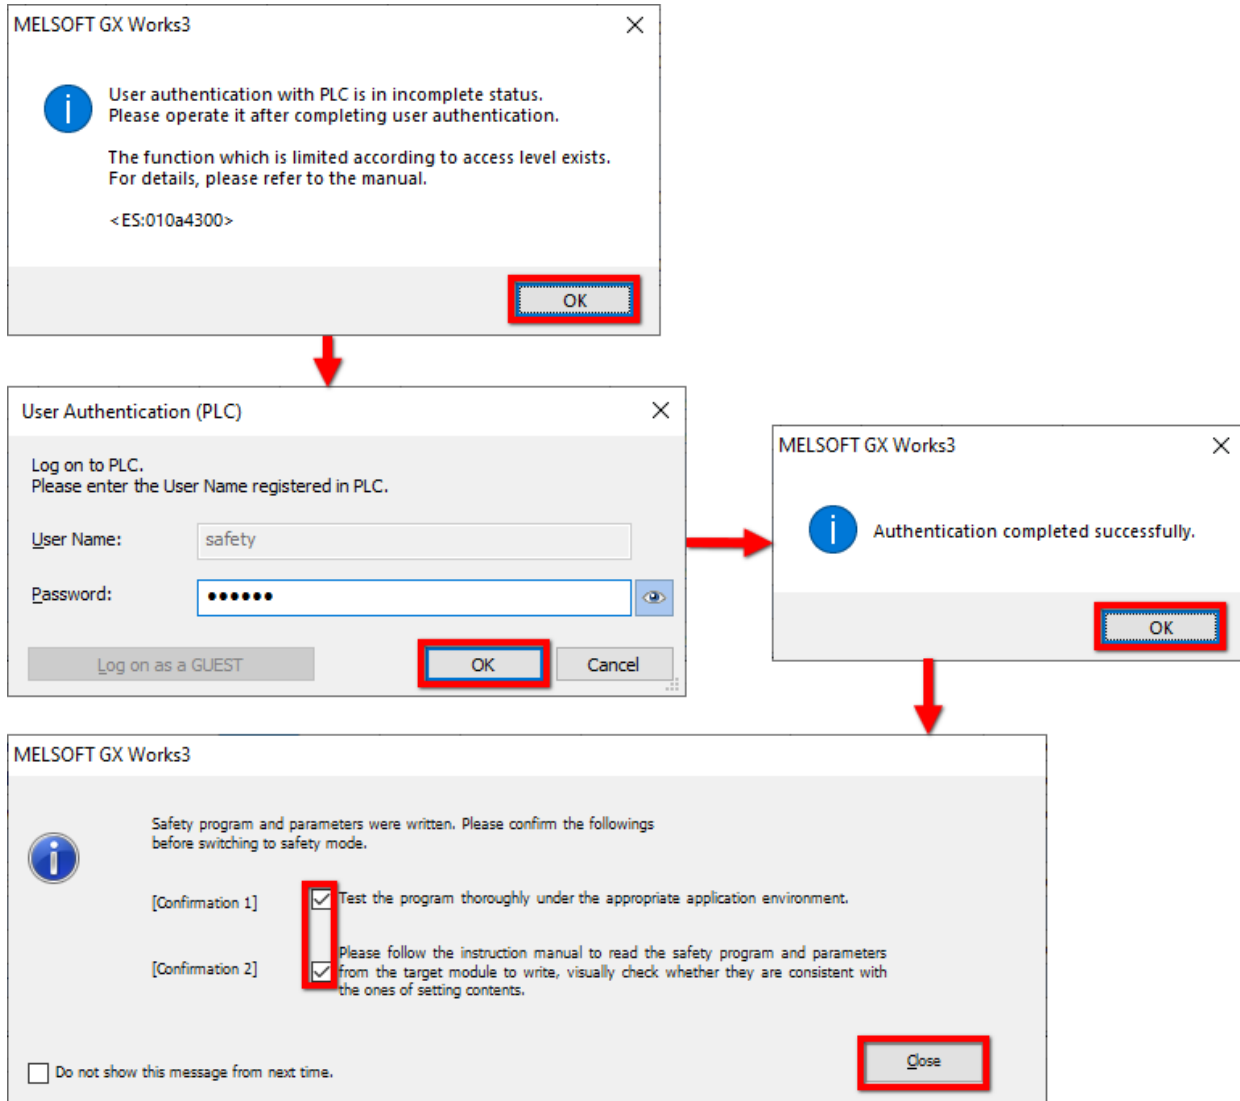 MELSOFT GX Works3
User authentication with PLC is in incomplete status.
Please operate it after completing user authentication.
The function which is limited according to access level exists.
For details, please refer to the manual.
<ES:010a4300>
OK
User Authentication (PLC)
Log on to PLC.
Please enter the User Name registered in PLC.
User Name:
safety
Password:
••••••
Log on as a GUEST
OK
Cancel
MELSOFT GX Works3
Authentication completed successfully.
OK
MELSOFT GX Works3
Safety program and parameters were written. Please confirm the followings
before switching to safety mode.
[Confirmation 1]
Test the program thoroughly under the appropriate application environment.
[Confirmation 2]
Please follow the instruction manual to read the safety program and parameters
from the target module to write, visually check whether they are consistent with
the ones of setting contents.
Do not show this message from next time.
Close